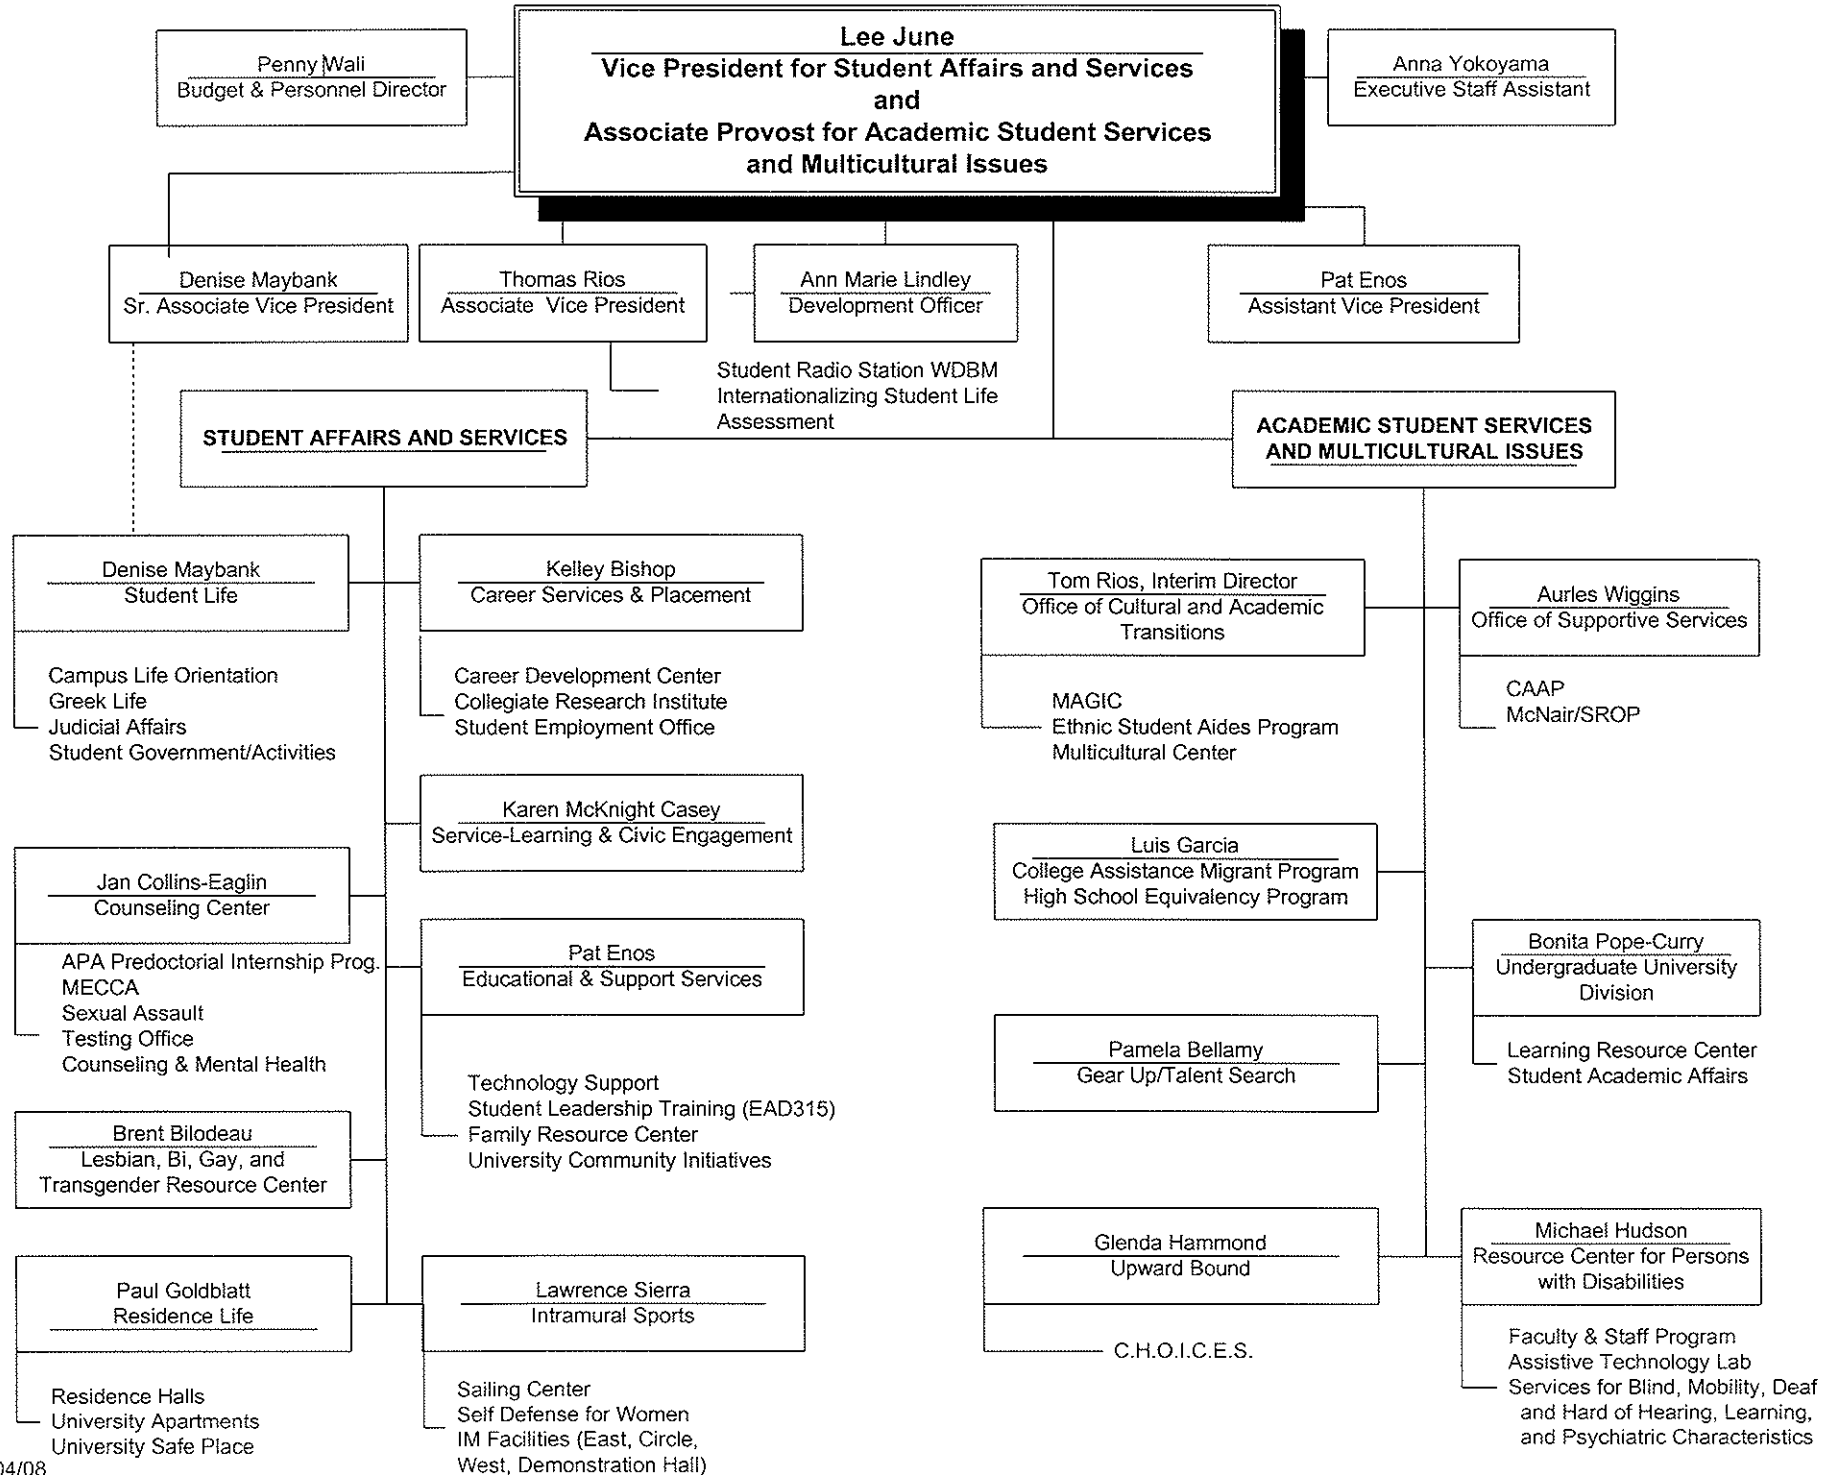 Lee June
Vice President for Student Affairs and Services
and
Associate Provost for Academic Student Services
and Multicultural Issues
Penny Wali
Budget & Personnel Director
Anna Yokoyama
Executive Staff Assistant
Denise Maybank
Sr. Associate Vice President
Thomas Rios
Associate Vice President
Ann Marie Lindley
Development Officer
Pat Enos
Assistant Vice President
Student Radio Station WDBM
Internationalizing Student Life
Assessment
STUDENT AFFAIRS AND SERVICES
ACADEMIC STUDENT SERVICES
AND MULTICULTURAL ISSUES
Denise Maybank
Student Life
Campus Life Orientation
Greek Life
Judicial Affairs
Student Government/Activities
Kelley Bishop
Career Services & Placement
Career Development Center
Collegiate Research Institute
Student Employment Office
Karen McKnight Casey
Service-Learning & Civic Engagement
Jan Collins-Eaglin
Counseling Center
APA Predoctorial Internship Prog.
MECCA
Sexual Assault
Testing Office
Counseling & Mental Health
Pat Enos
Educational & Support Services
Technology Support
Student Leadership Training (EAD315)
Family Resource Center
University Community Initiatives
Brent Bilodeau
Lesbian, Bi, Gay, and
Transgender Resource Center
Paul Goldblatt
Residence Life
Residence Halls
University Apartments
University Safe Place
Lawrence Sierra
Intramural Sports
Sailing Center
Self Defense for Women
IM Facilities (East, Circle,
West, Demonstration Hall)
Tom Rios, Interim Director
Office of Cultural and Academic
Transitions
MAGIC
Ethnic Student Aides Program
Multicultural Center
Aurles Wiggins
Office of Supportive Services
CAAP
McNair/SROP
Luis Garcia
College Assistance Migrant Program
High School Equivalency Program
Bonita Pope-Curry
Undergraduate University
Division
Learning Resource Center
Student Academic Affairs
Pamela Bellamy
Gear Up/Talent Search
Glenda Hammond
Upward Bound
C.H.O.I.C.E.S.
Michael Hudson
Resource Center for Persons
with Disabilities
Faculty & Staff Program
Assistive Technology Lab
Services for Blind, Mobility, Deaf
and Hard of Hearing, Learning,
and Psychiatric Characteristics
04/08